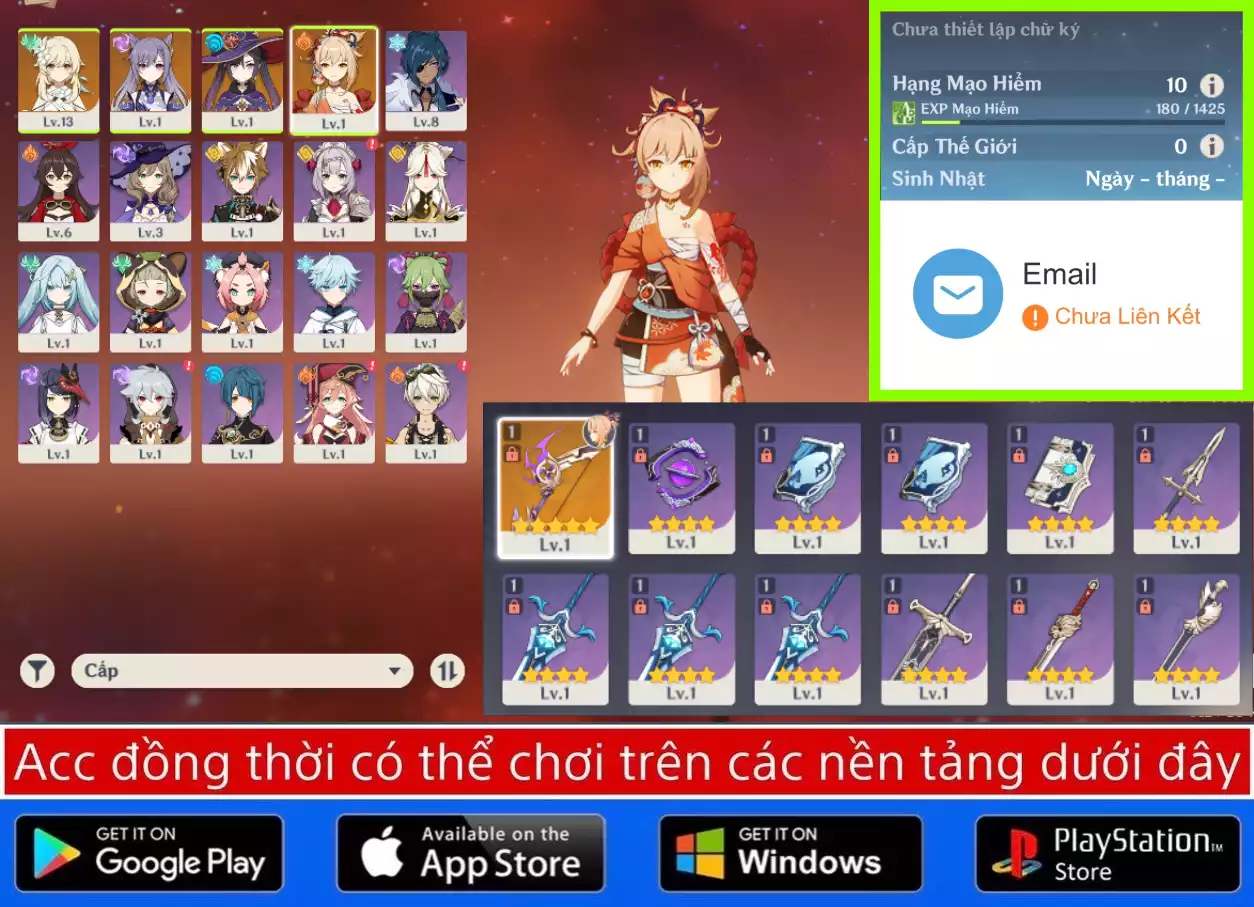 Lv.13
Lv.1
Lv.1
Lv.1
Lv.8
Lv.6
Lv.3
Lv.1
Lv.1
Lv.1
Lv.1
Lv.1
Lv.1
Lv.1
Lv.1
Lv.1
Lv.1
Lv.1
Lv.1
Lv.1
Cấp
Chưa thiết lập chữ ký
Hạng Mạo Hiểm 10
EXP Mạo Hiểm 180 / 1425
Cấp Thế Giới 0
Sinh Nhật Ngày - tháng -
Email
Chưa Liên Kết
1 1 1 1 1 1
Lv.1 Lv.1 Lv.1 Lv.1 Lv.1 Lv.1
1 1 1 1 1 1
Lv.1 Lv.1 Lv.1 Lv.1 Lv.1 Lv.1
Acc đồng thời có thể chơi trên các nền tảng dưới đây
GET IT ON
Google Play
Available on the
App Store
GET IT ON
Windows
PlayStation™
Store